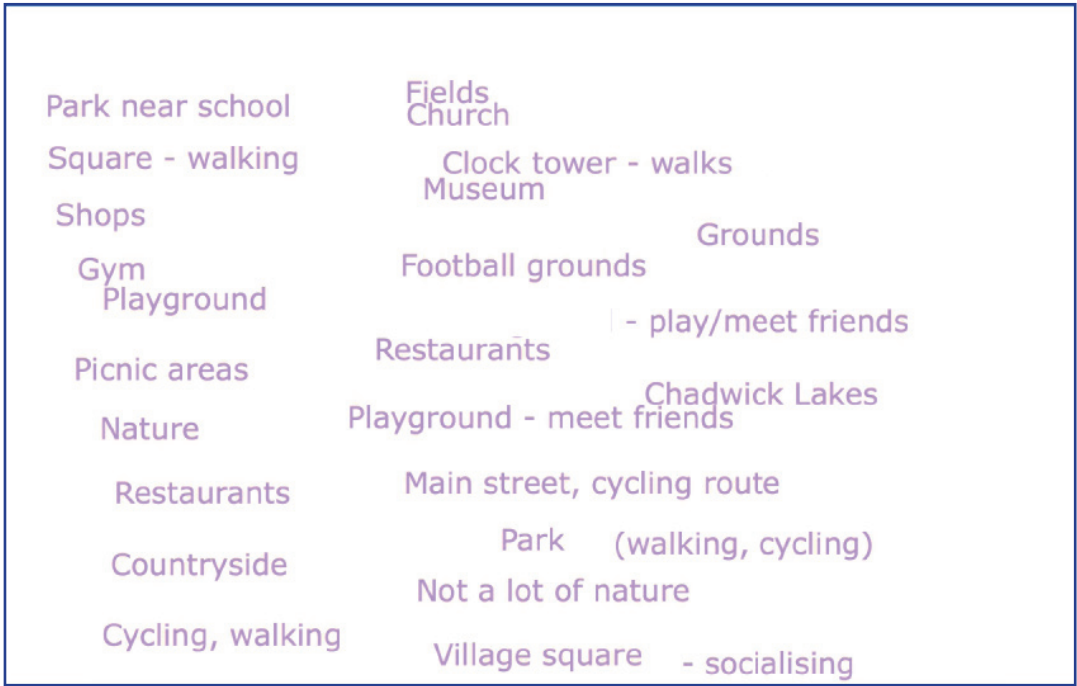 Park near school
Square - walking
Shops
Gym
Playground
Picnic areas
Nature
Restaurants
Countryside
Cycling, walking
Fields
Church
Clock tower - walks
Museum
Grounds
Football grounds
- play/meet friends
Restaurants
Chadwick Lakes
Playground - meet friends
Main street, cycling route
Park (walking, cycling)
Not a lot of nature
Village square - socialising